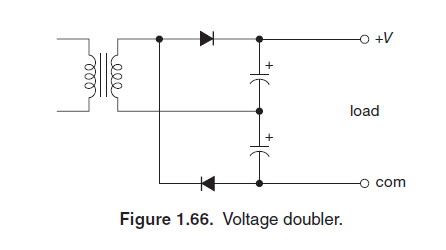 +V
+
load
+
com
Figure 1.66. Voltage doubler.